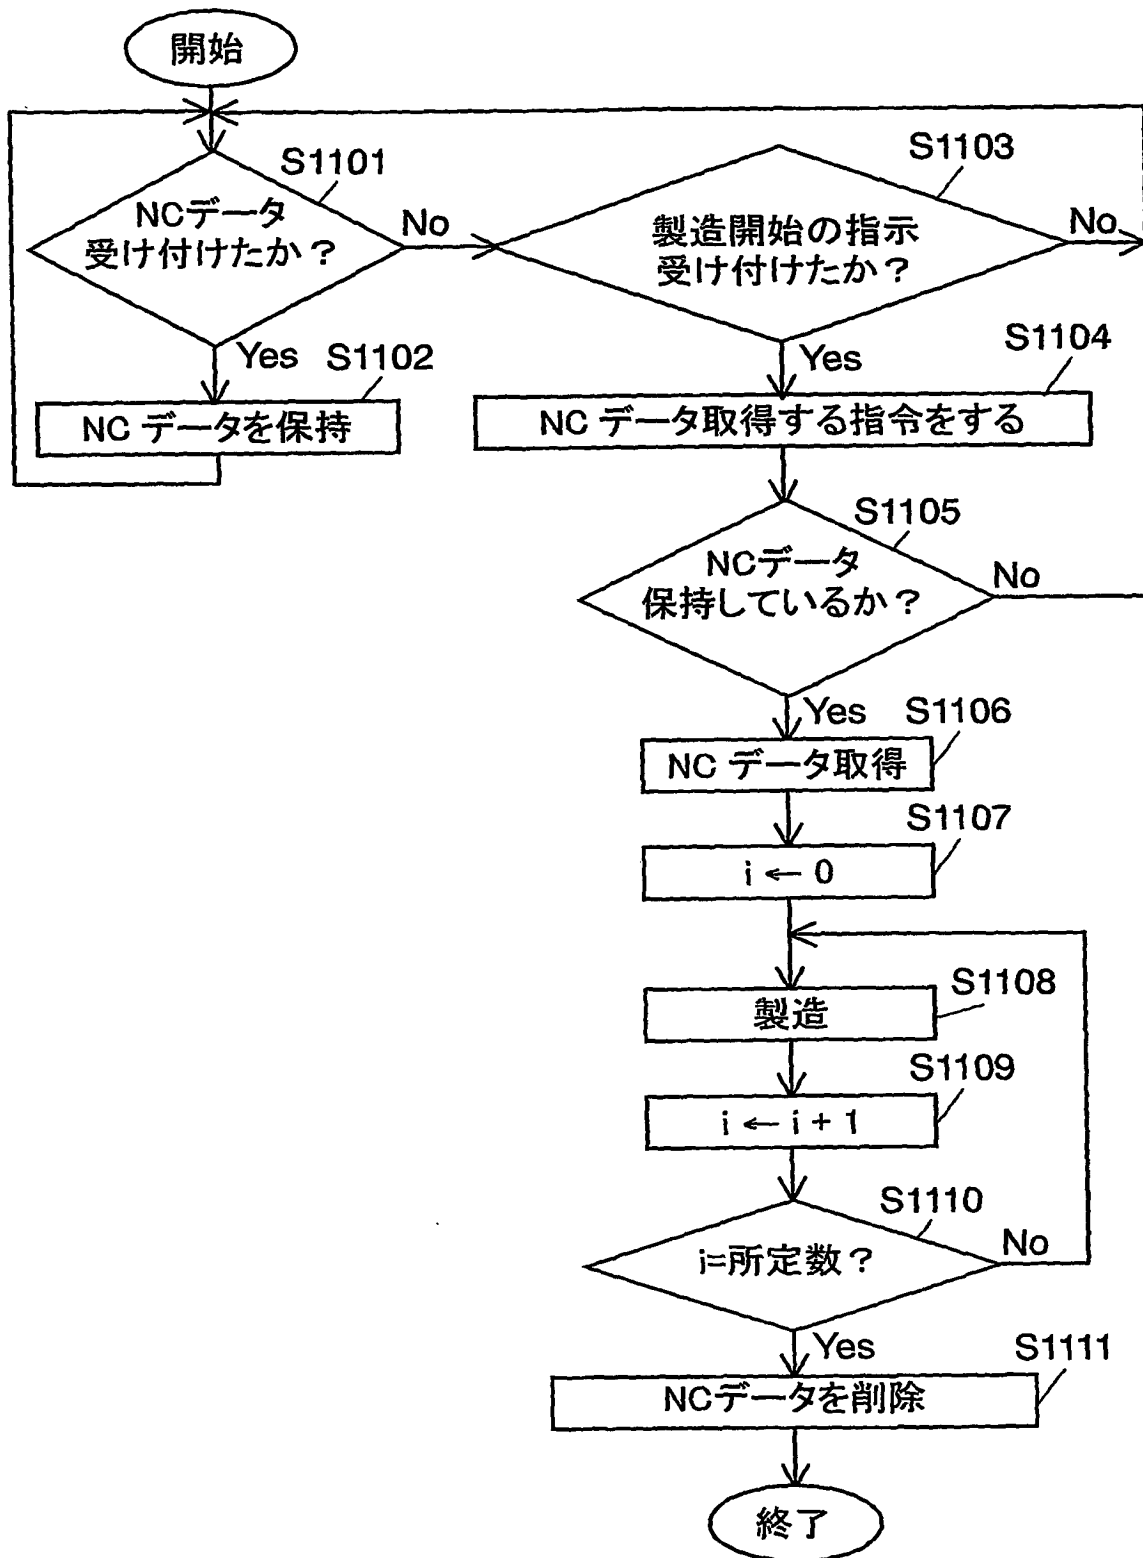 開始
S1101
NCデータ
受け付けたか？
No
S1103
製造開始の指示
受け付けたか？
No
Yes
S1102
NC データを保持
Yes
S1104
NC データ取得する指令をする
S1105
NCデータ
保持しているか？
No
Yes
S1106
NC データ取得
S1107
i ← 0
S1108
製造
S1109
i ← i + 1
S1110
i=所定数？
No
Yes
S1111
NCデータを削除
終了